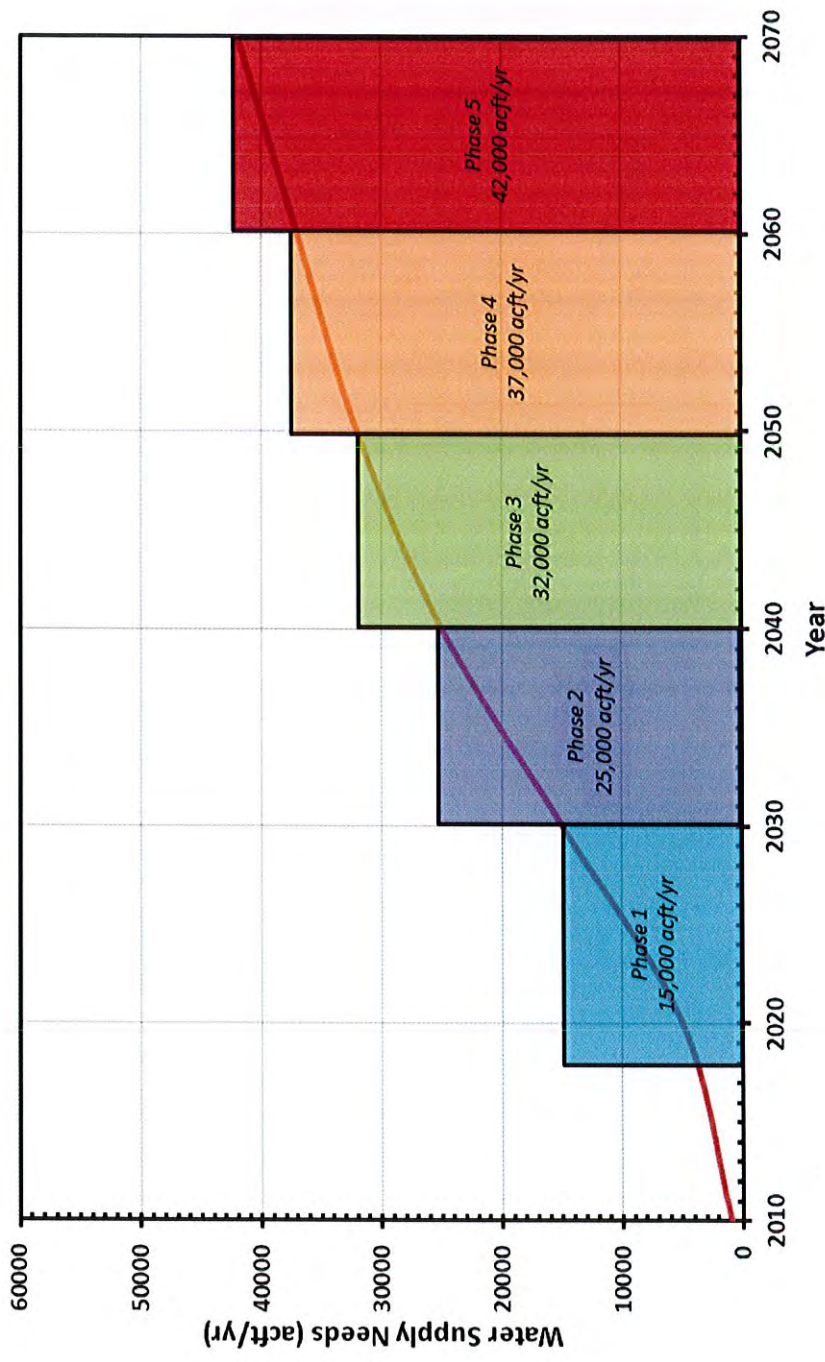 Water Supply Needs (acft/yr)
60000
50000
40000
30000
20000
10000
0
Phase 1
15,000 acft/yr
Phase 2
25,000 acft/yr
Phase 3
32,000 acft/yr
Phase 4
37,000 acft/yr
Phase 5
42,000 acft/yr
2010
2020
2030
2040
2050
2060
2070
Year